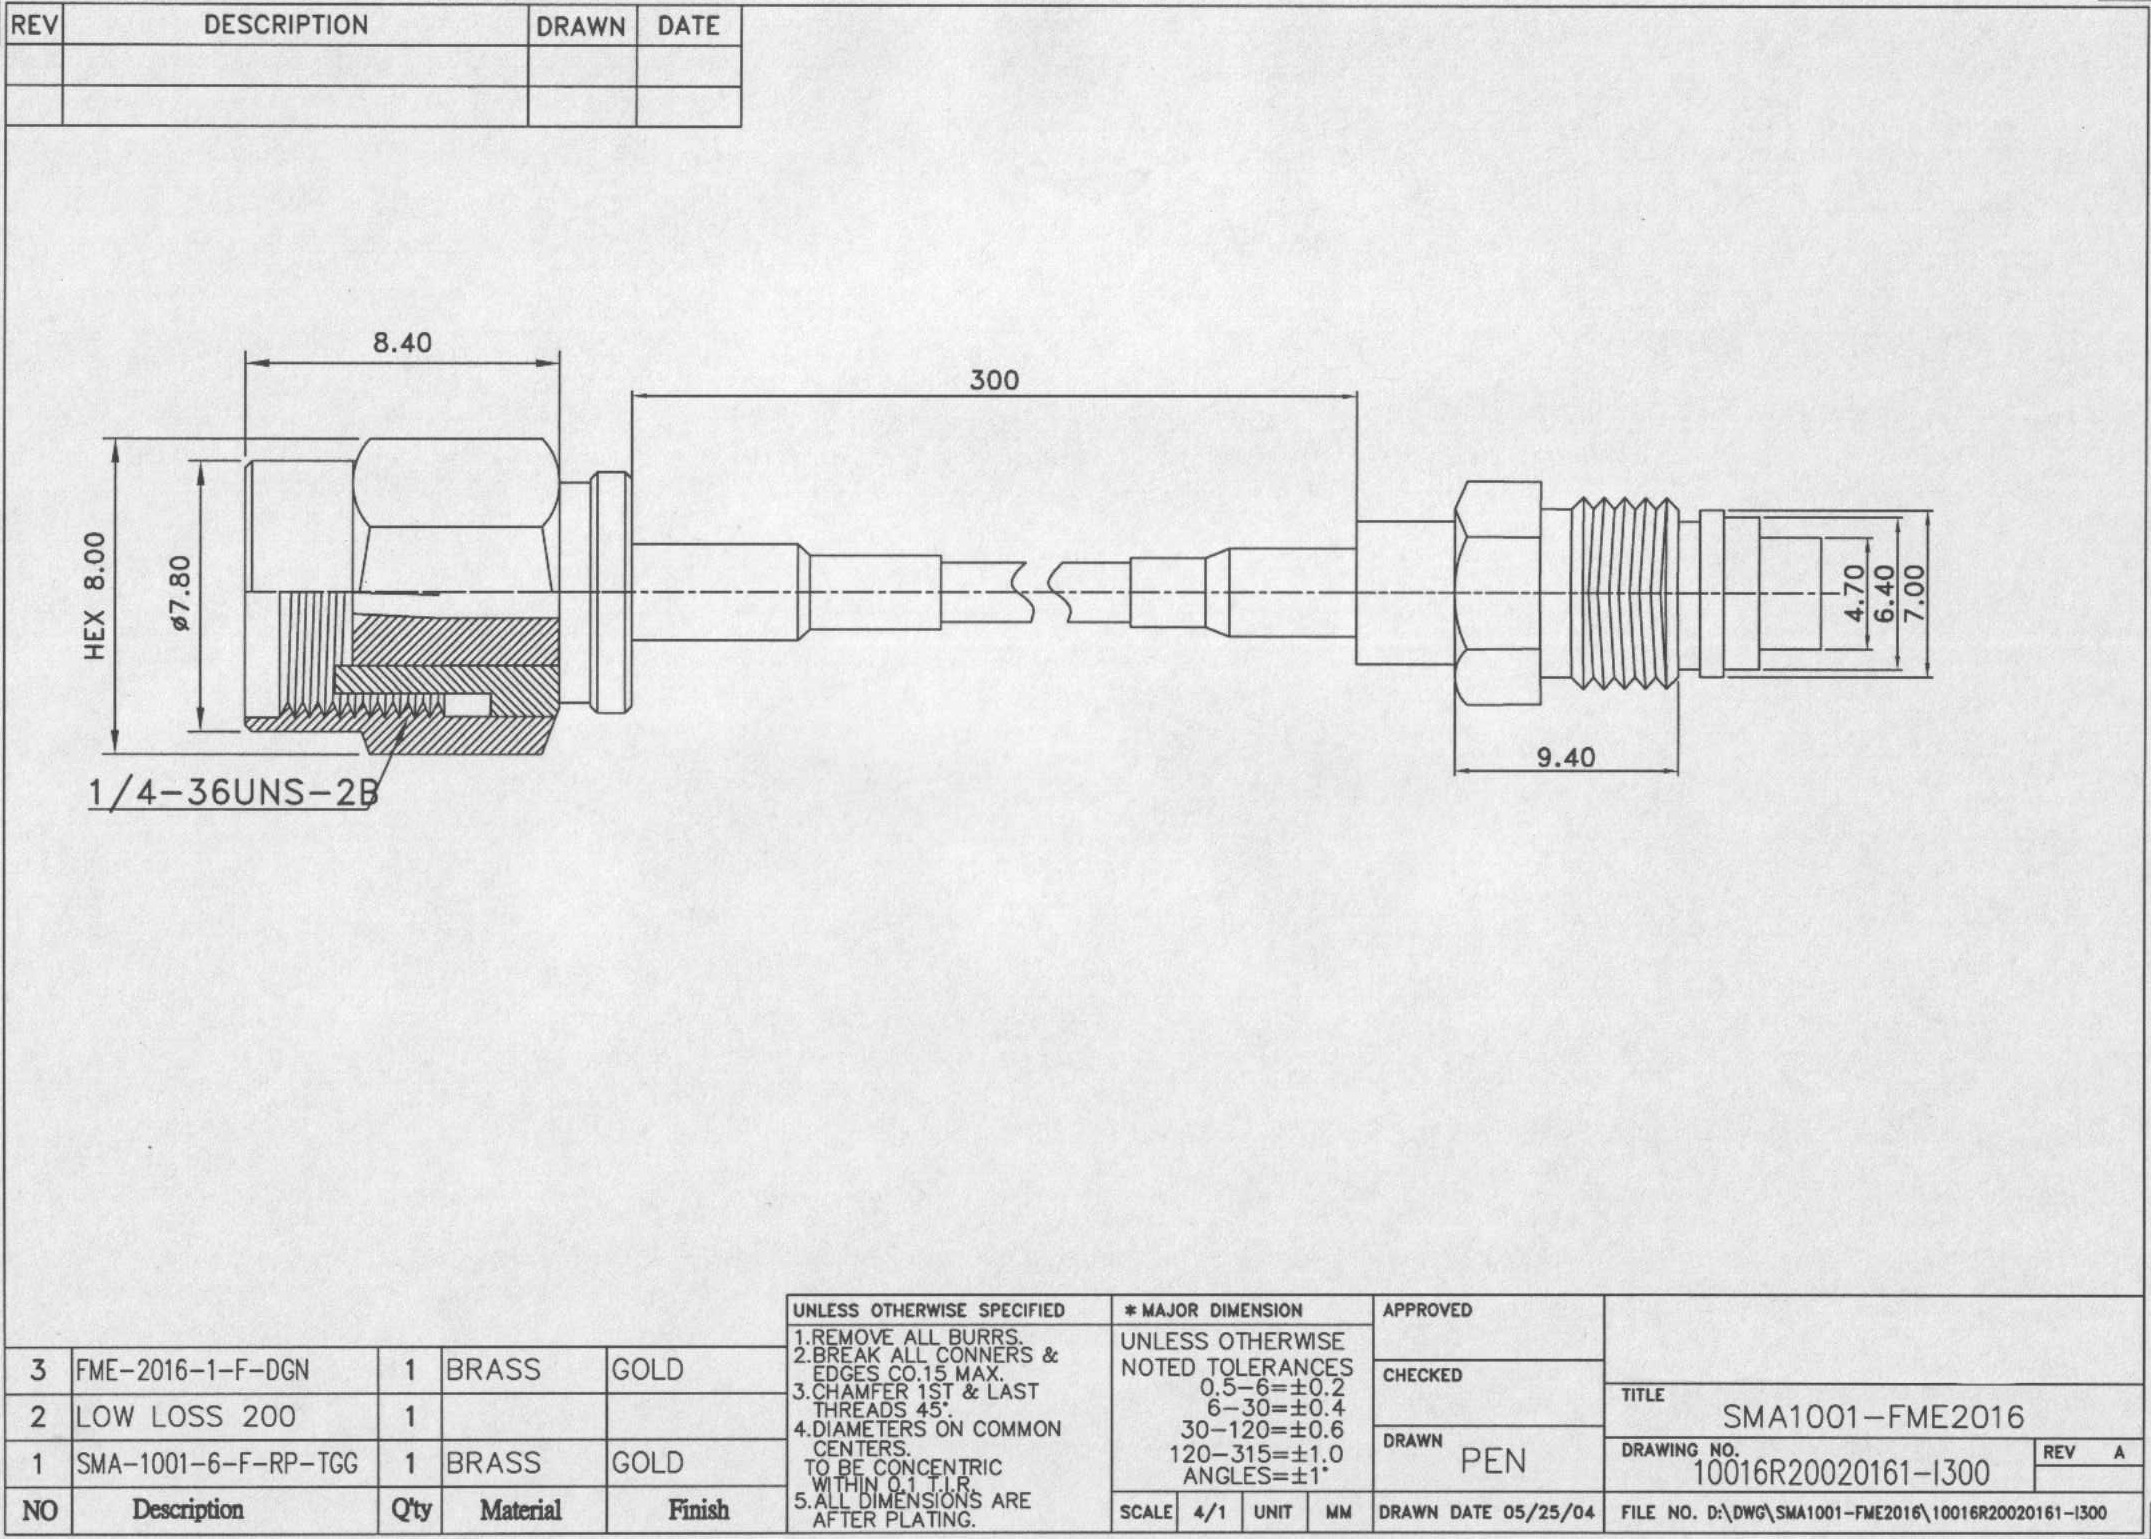 REV DESCRIPTION DRAWN DATE
8.40
300
HEX 8.00
ø7.80
4.70
6.40
7.00
9.40
1/4-36UNS-2B
3 FME-2016-1-F-DGN 1 BRASS GOLD
2 LOW LOSS 200 1
1 SMA-1001-6-F-RP-TGG 1 BRASS GOLD
NO Description Q'ty Material Finish
UNLESS OTHERWISE SPECIFIED
1.REMOVE ALL BURRS.
2.BREAK ALL CONNERS &
EDGES CO.15 MAX.
3.CHAMFER 1ST & LAST
THREADS 45°.
4.DIAMETERS ON COMMON
CENTERS.
TO BE CONCENTRIC
WITHIN 0.1 T.I.R.
5.ALL DIMENSIONS ARE
AFTER PLATING.
* MAJOR DIMENSION
UNLESS OTHERWISE
NOTED TOLERANCES
0.5-6=±0.2
6-30=±0.4
30-120=±0.6
120-315=±1.0
ANGLES=±1°
SCALE 4/1 UNIT MM
APPROVED
CHECKED
DRAWN PEN
DRAWN DATE 05/25/04
TITLE
SMA1001-FME2016
DRAWING NO.
10016R20020161-I300
REV A
FILE NO. D:\DWG\SMA1001-FME2016\10016R20020161-I300